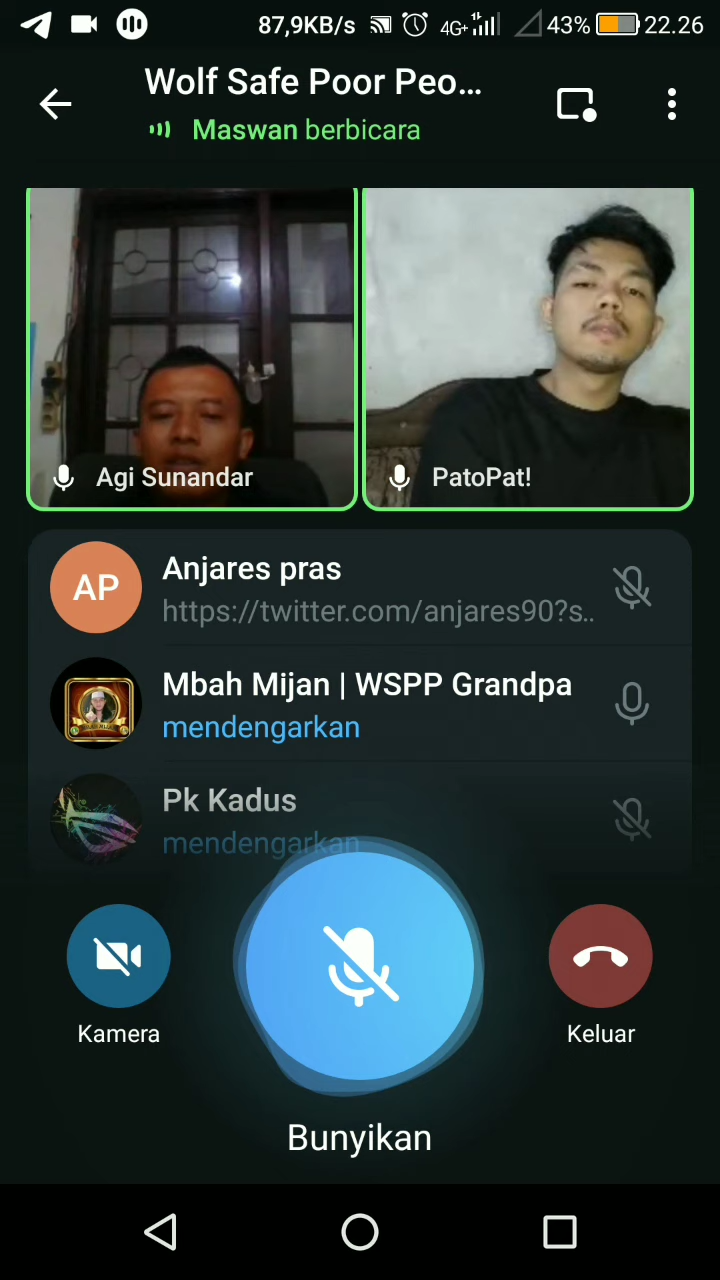 87,9KB/s 4G+ 43% 22.26
Wolf Safe Poor Peo...
Maswan berbicara
Agi Sunandar
PatoPat!
AP
Anjares pras
https://twitter.com/anjares90?s..
Mbah Mijan | WSPP Grandpa
mendengarkan
Pk Kadus
mendengarkan
Kamera
Keluar
Bunyikan